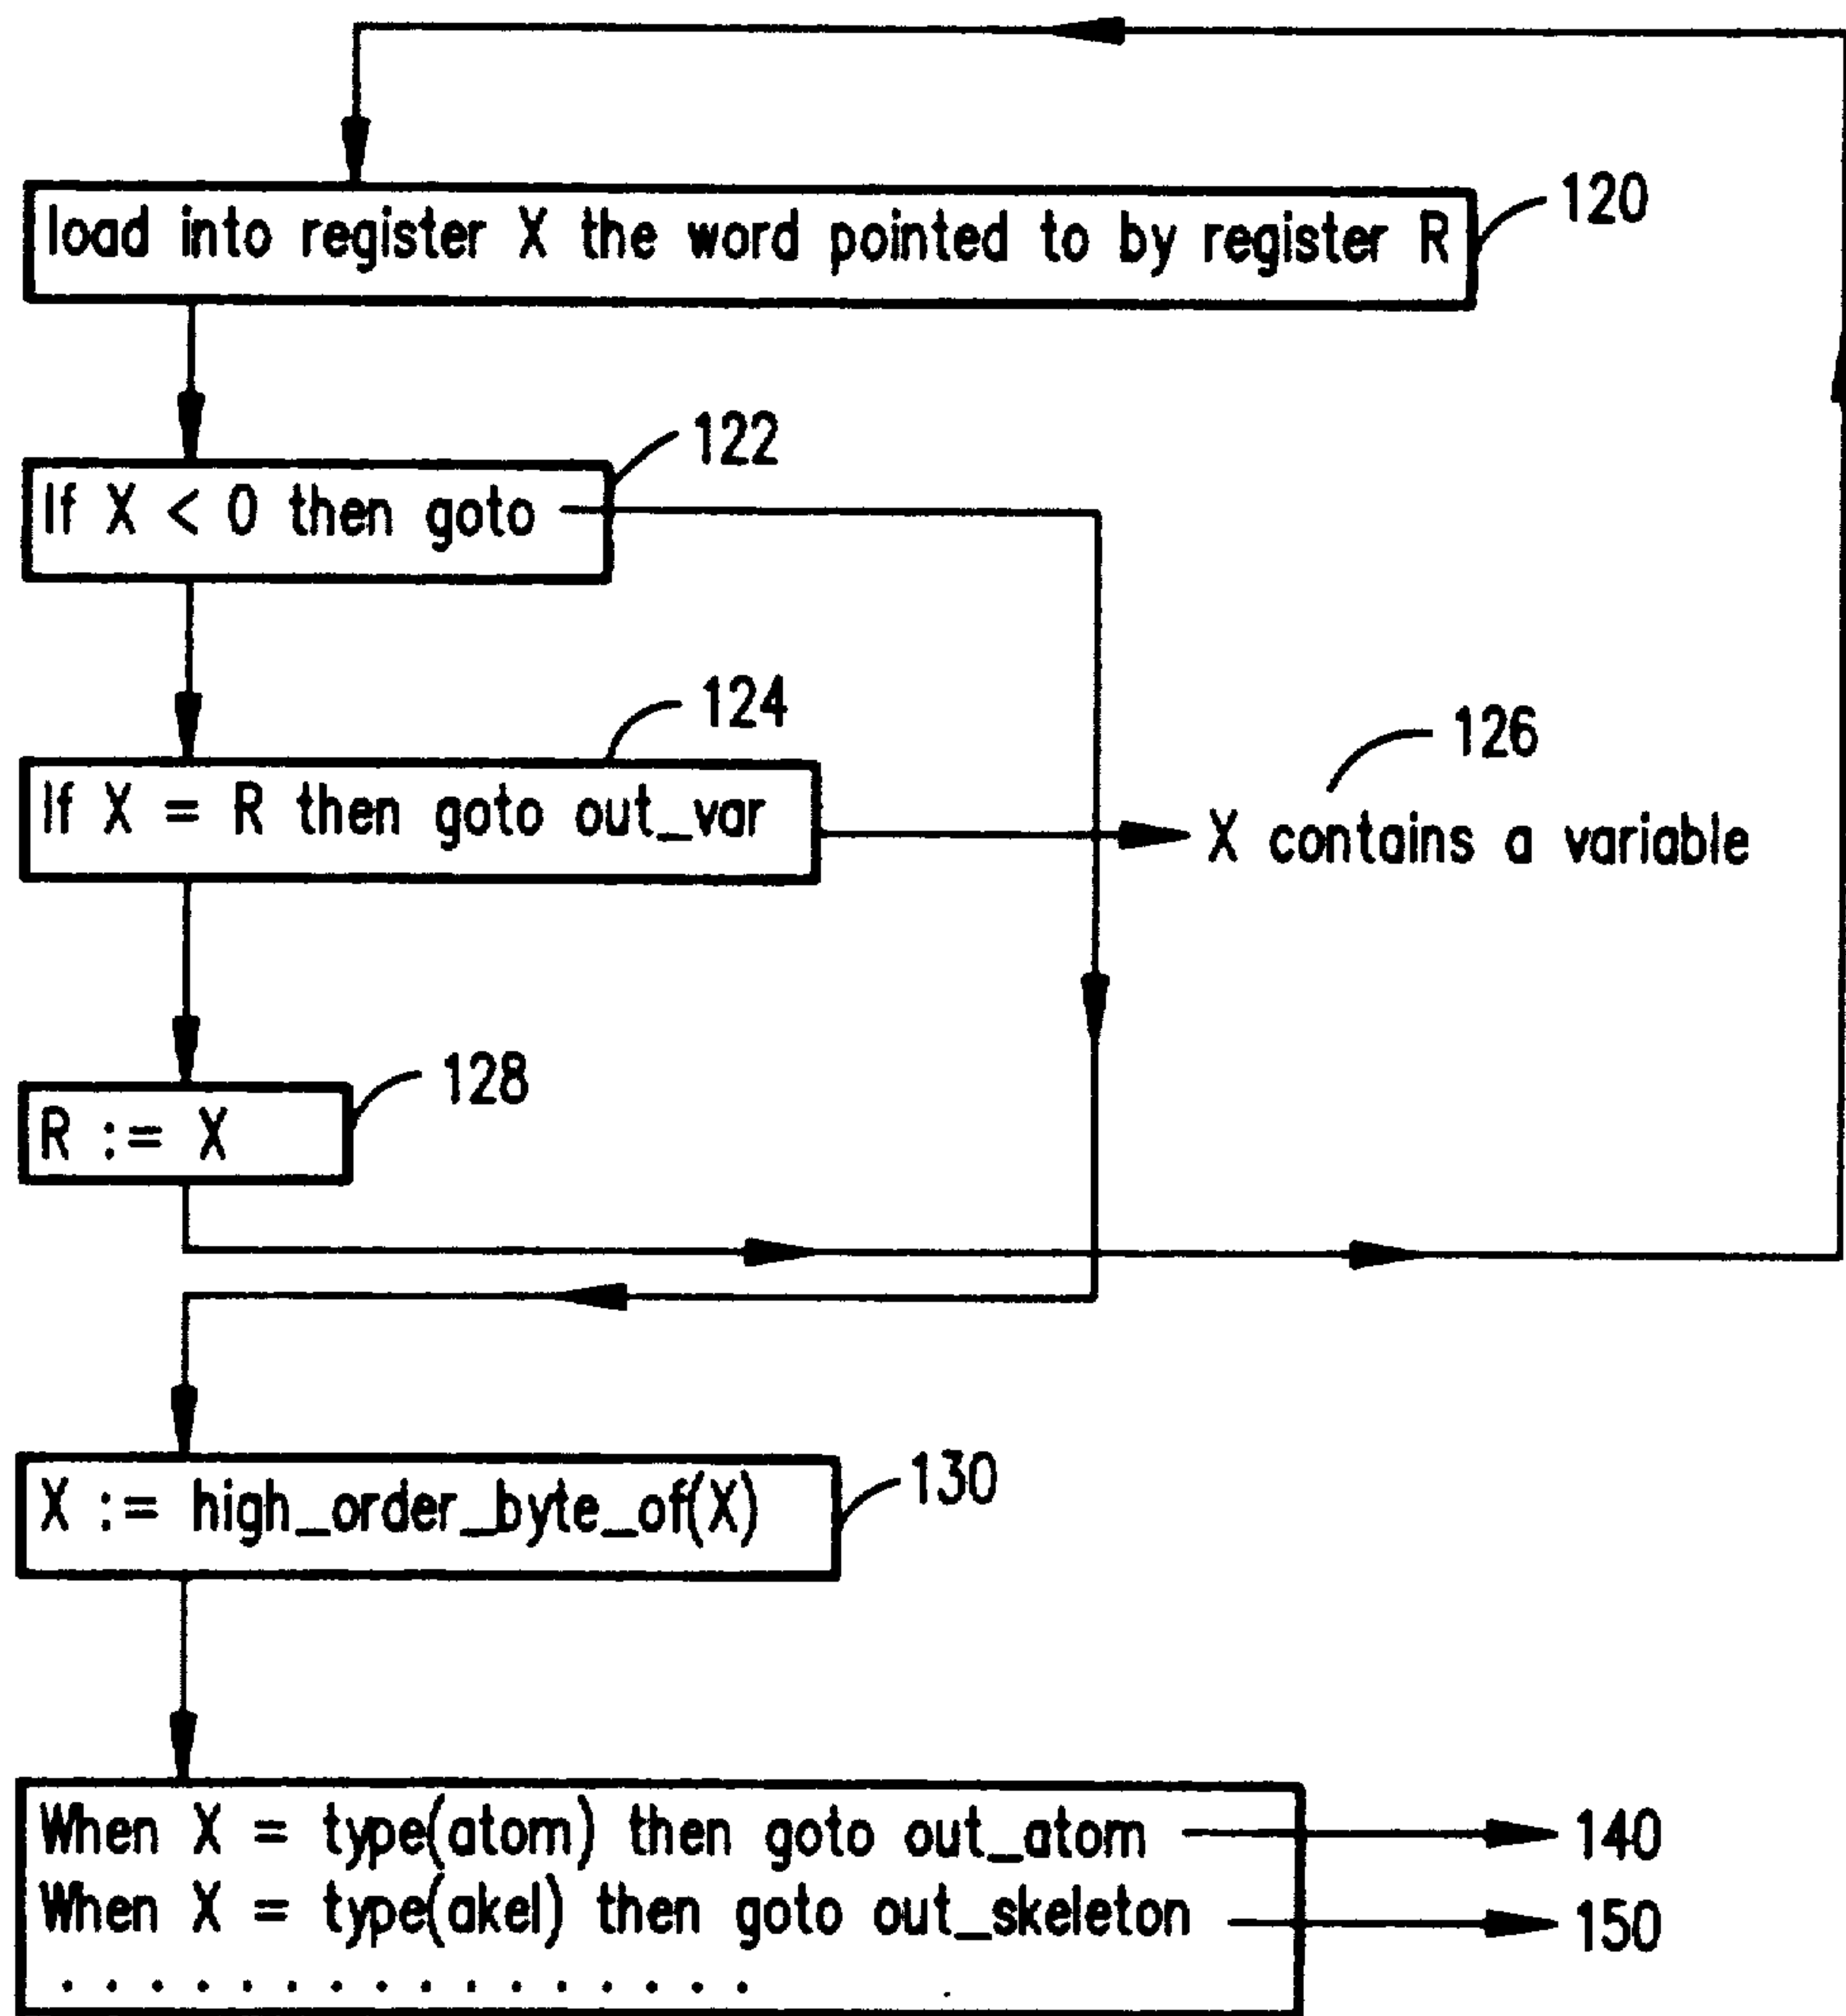 load into register X the word pointed to by register R
120
If X < 0 then goto
122
If X = R then goto out_var
124
126
X contains a variable
R := X
128
X := high_order_byte_of(X)
130
When X = type(atom) then goto out_atom
140
When X = type(akel) then goto out_skeleton
150
. . . . . . . . . . . . . . . .